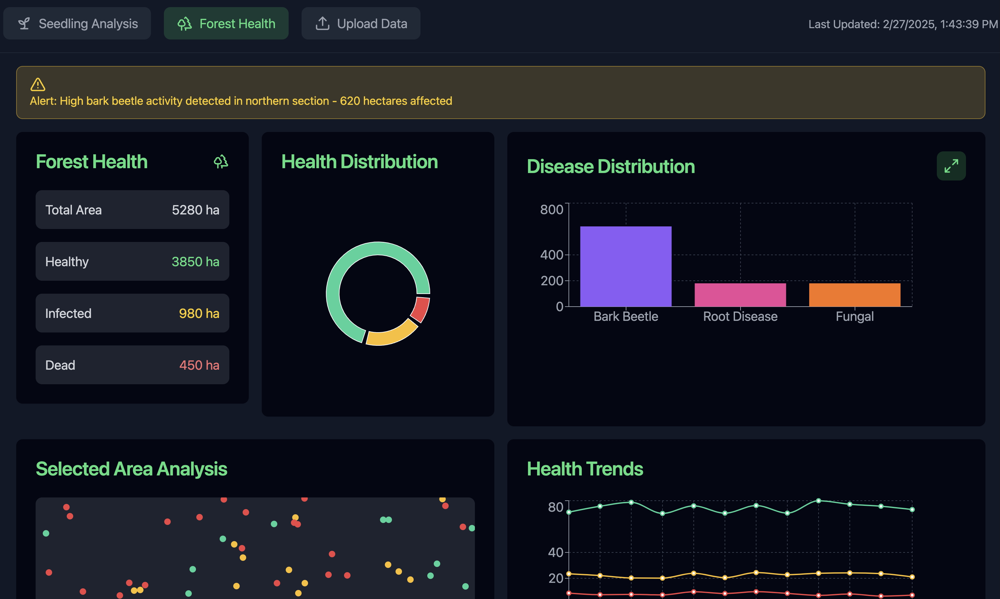 Seedling Analysis
Forest Health
Upload Data
Last Updated: 2/27/2025, 1:43:39 PM
Alert: High bark beetle activity detected in northern section - 620 hectares affected
Forest Health
Total Area
5280 ha
Healthy
3850 ha
Infected
980 ha
Dead
450 ha
Health Distribution
Disease Distribution
800
400
200
0
Bark Beetle
Root Disease
Fungal
Selected Area Analysis
Health Trends
80
40
20